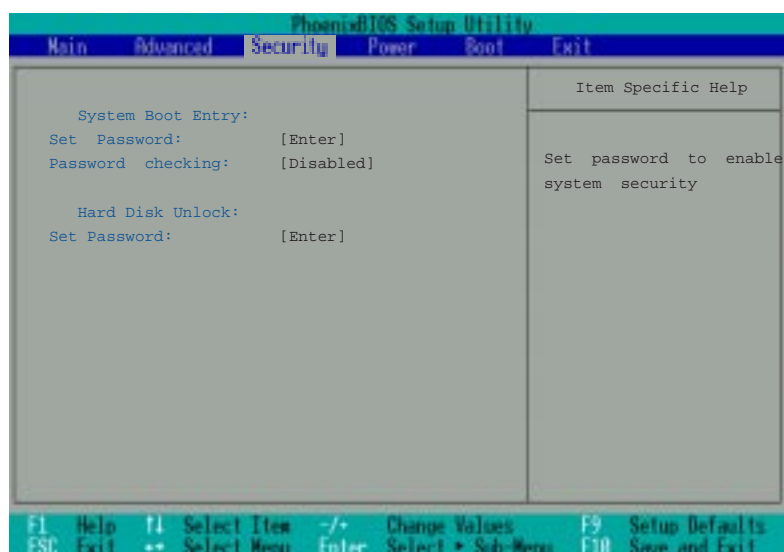 PhoenixBIOS Setup Utility
Main Advanced Security Power Boot Exit
Item Specific Help
System Boot Entry:
Set Password: [Enter]
Password checking: [Disabled]
Set password to enable
system security
Hard Disk Unlock:
Set Password: [Enter]
F1 Help ↑↓ Select Item -/+ Change Values F9 Setup Defaults
ESC Exit ↔ Select Menu Enter Select ▸ Sub-Menu F10 Save and Exit